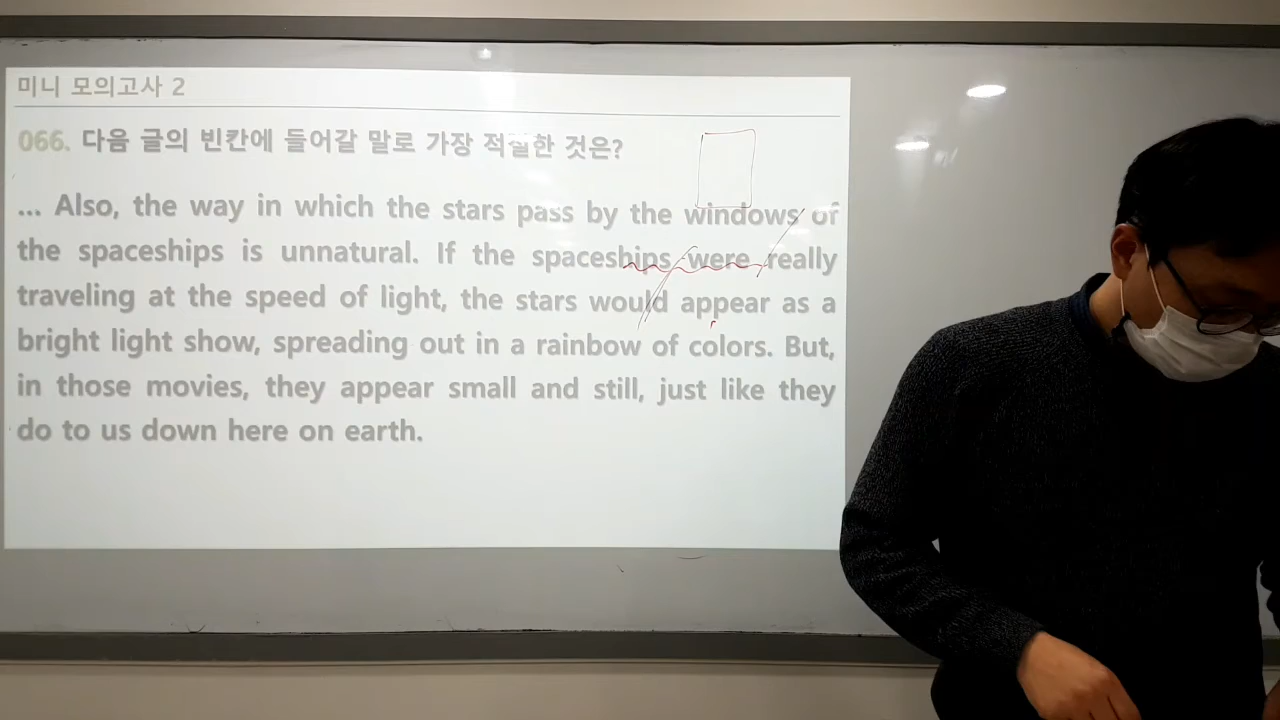 미니 모의고사 2
066. 다음 글의 빈칸에 들어갈 말로 가장 적절한 것은?
... Also, the way in which the stars pass by the windows of
the spaceships is unnatural. If the spaceships were really
traveling at the speed of light, the stars would appear as a
bright light show, spreading out in a rainbow of colors. But,
in those movies, they appear small and still, just like they
do to us down here on earth.